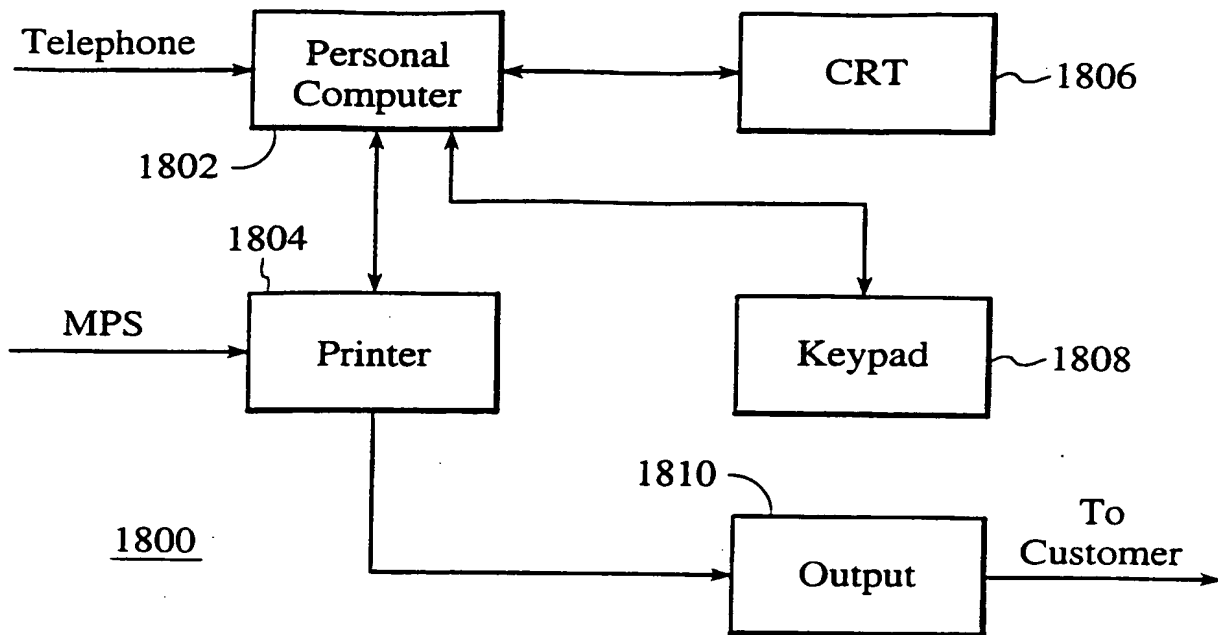 Telephone
Personal
Computer
CRT
1806
1802
1804
MPS
Printer
Keypad
1808
1810
1800
Output
To
Customer